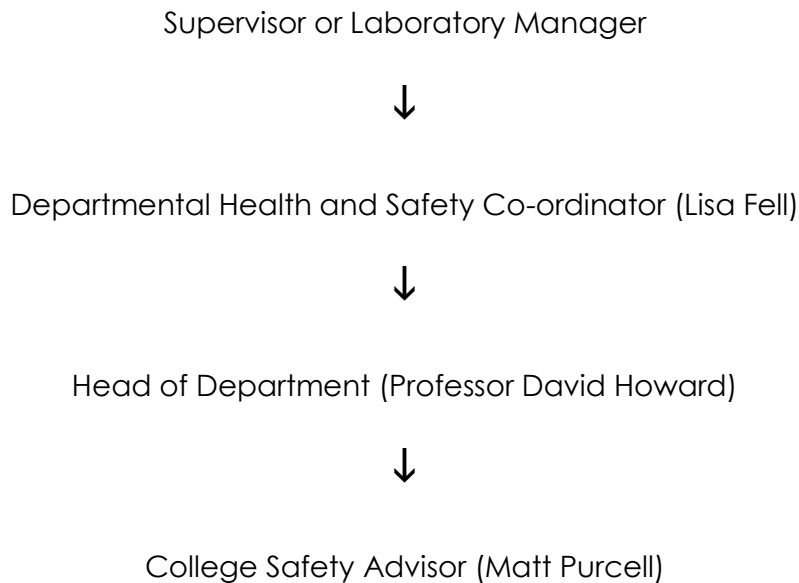 Supervisor or Laboratory Manager
↓
Departmental Health and Safety Co-ordinator (Lisa Fell)
↓
Head of Department (Professor David Howard)
↓
College Safety Advisor (Matt Purcell)